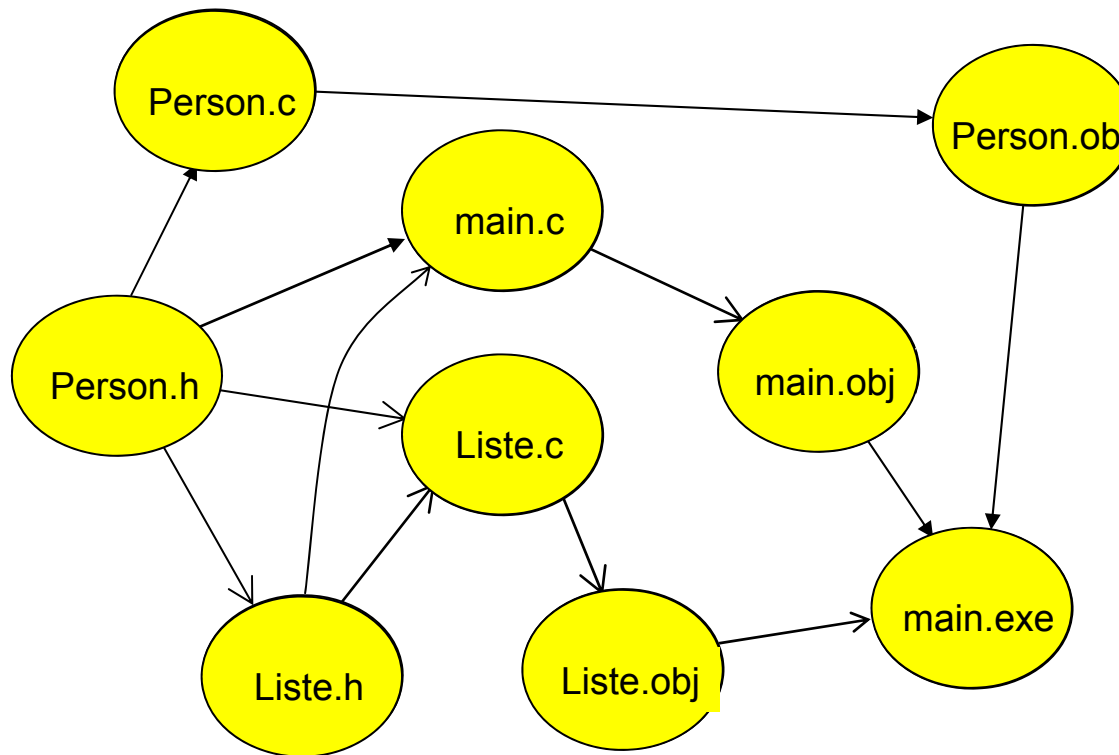 Person.c
Person.ob
main.c
main.obj
Person.h
Liste.c
main.exe
Liste.h
Liste.obj